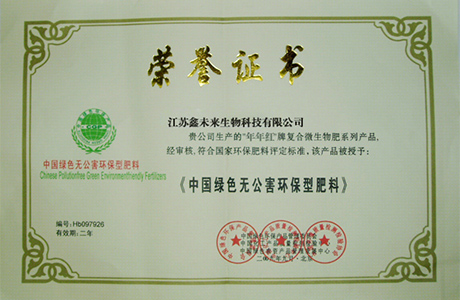 荣誉证书
江苏鑫未来生物科技有限公司
贵公司生产的"年年红"牌复合微生物肥系列产品,
经审核,符合国家环保肥料评定标准,该产品被授予:
CGP
中国绿色无公害环保型肥料
Chinese Pollutionfree Green Environmentfriendly Fertilizers
《中国绿色无公害环保型肥料》
编号:Hb097926
有效期:二年